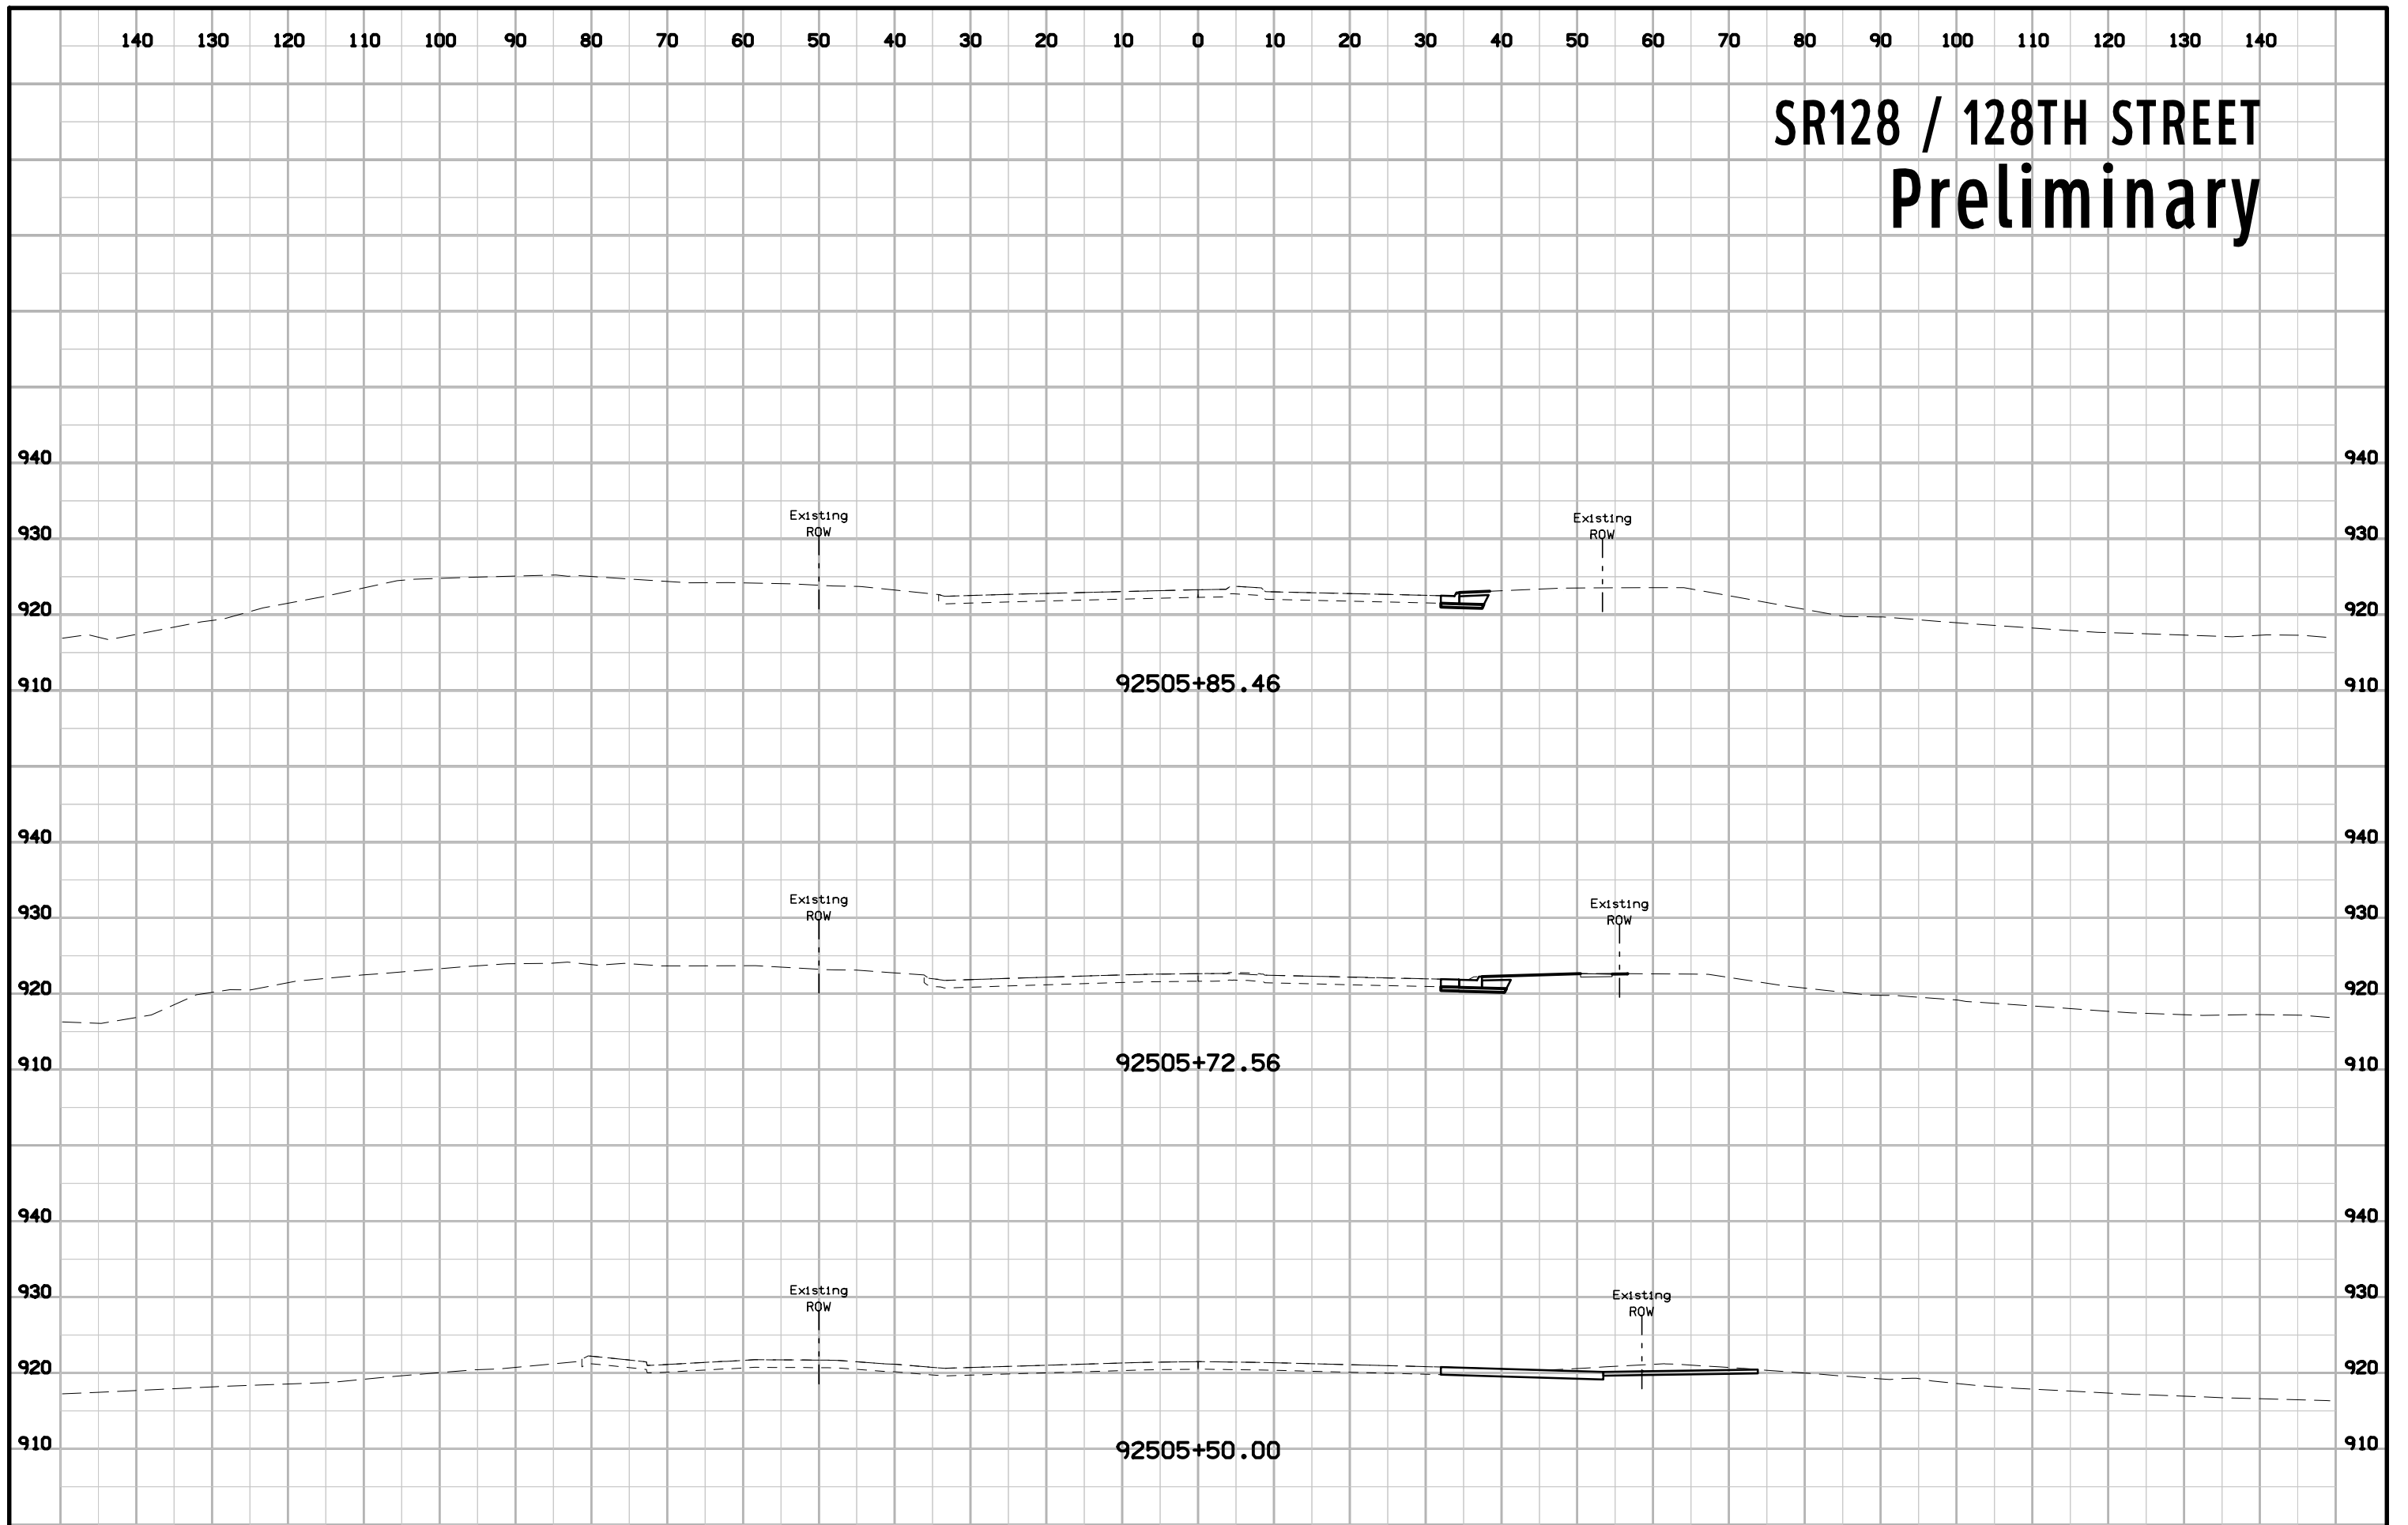 140 130 120 110 100 90 80 70 60 50 40 30 20 10 0 10 20 30 40 50 60 70 80 90 100 110 120 130 140
SR128 / 128TH STREET
Preliminary
940 940
Existing Existing
930 ROW ROW 930
920 920
92505+85.46
910 910
940 940
Existing Existing
930 ROW ROW 930
920 920
92505+72.56
910 910
940 940
Existing Existing
930 ROW ROW 930
920 920
910 910
92505+50.00